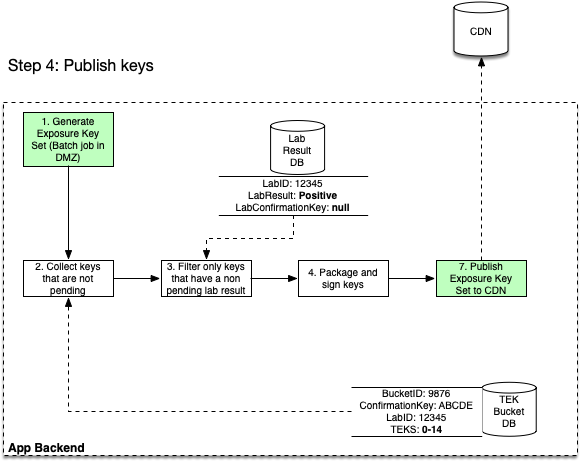 CDN
Step 4: Publish keys
1. Generate
Exposure Key
Set (Batch job in
DMZ)
Lab
Result
DB
LabID: 12345
LabResult: Positive
LabConfirmationKey: null
2. Collect keys
that are not
pending
3. Filter only keys
that have a non
pending lab result
4. Package and
sign keys
7. Publish
Exposure Key
Set to CDN
BucketID: 9876
ConfirmationKey: ABCDE
LabID: 12345
TEKS: 0-14
TEK
Bucket
DB
App Backend